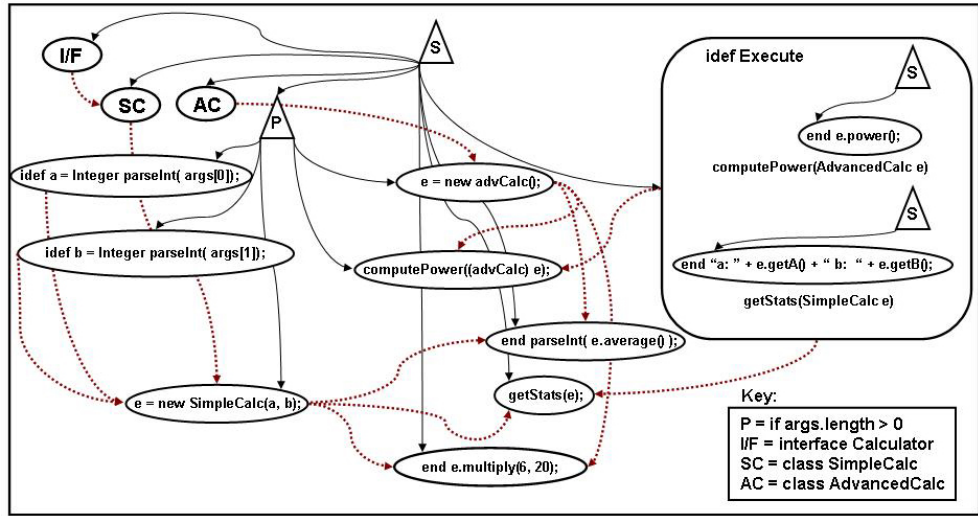 S
I/F
SC
AC
P
idef a = Integer parseInt( args[0]);
idef b = Integer parseInt( args[1]);
e = new advCalc();
computePower((advCalc) e);
end parseInt( e.average() );
getStats(e);
e = new SimpleCalc(a, b);
end e.multiply(6, 20);
idef Execute
S
end e.power();
computePower(AdvancedCalc e)
S
end “a: ” + e.getA() + “ b:  “ + e.getB();
getStats(SimpleCalc e)
Key:
P = if args.length > 0
I/F = interface Calculator
SC = class SimpleCalc
AC = class AdvancedCalc